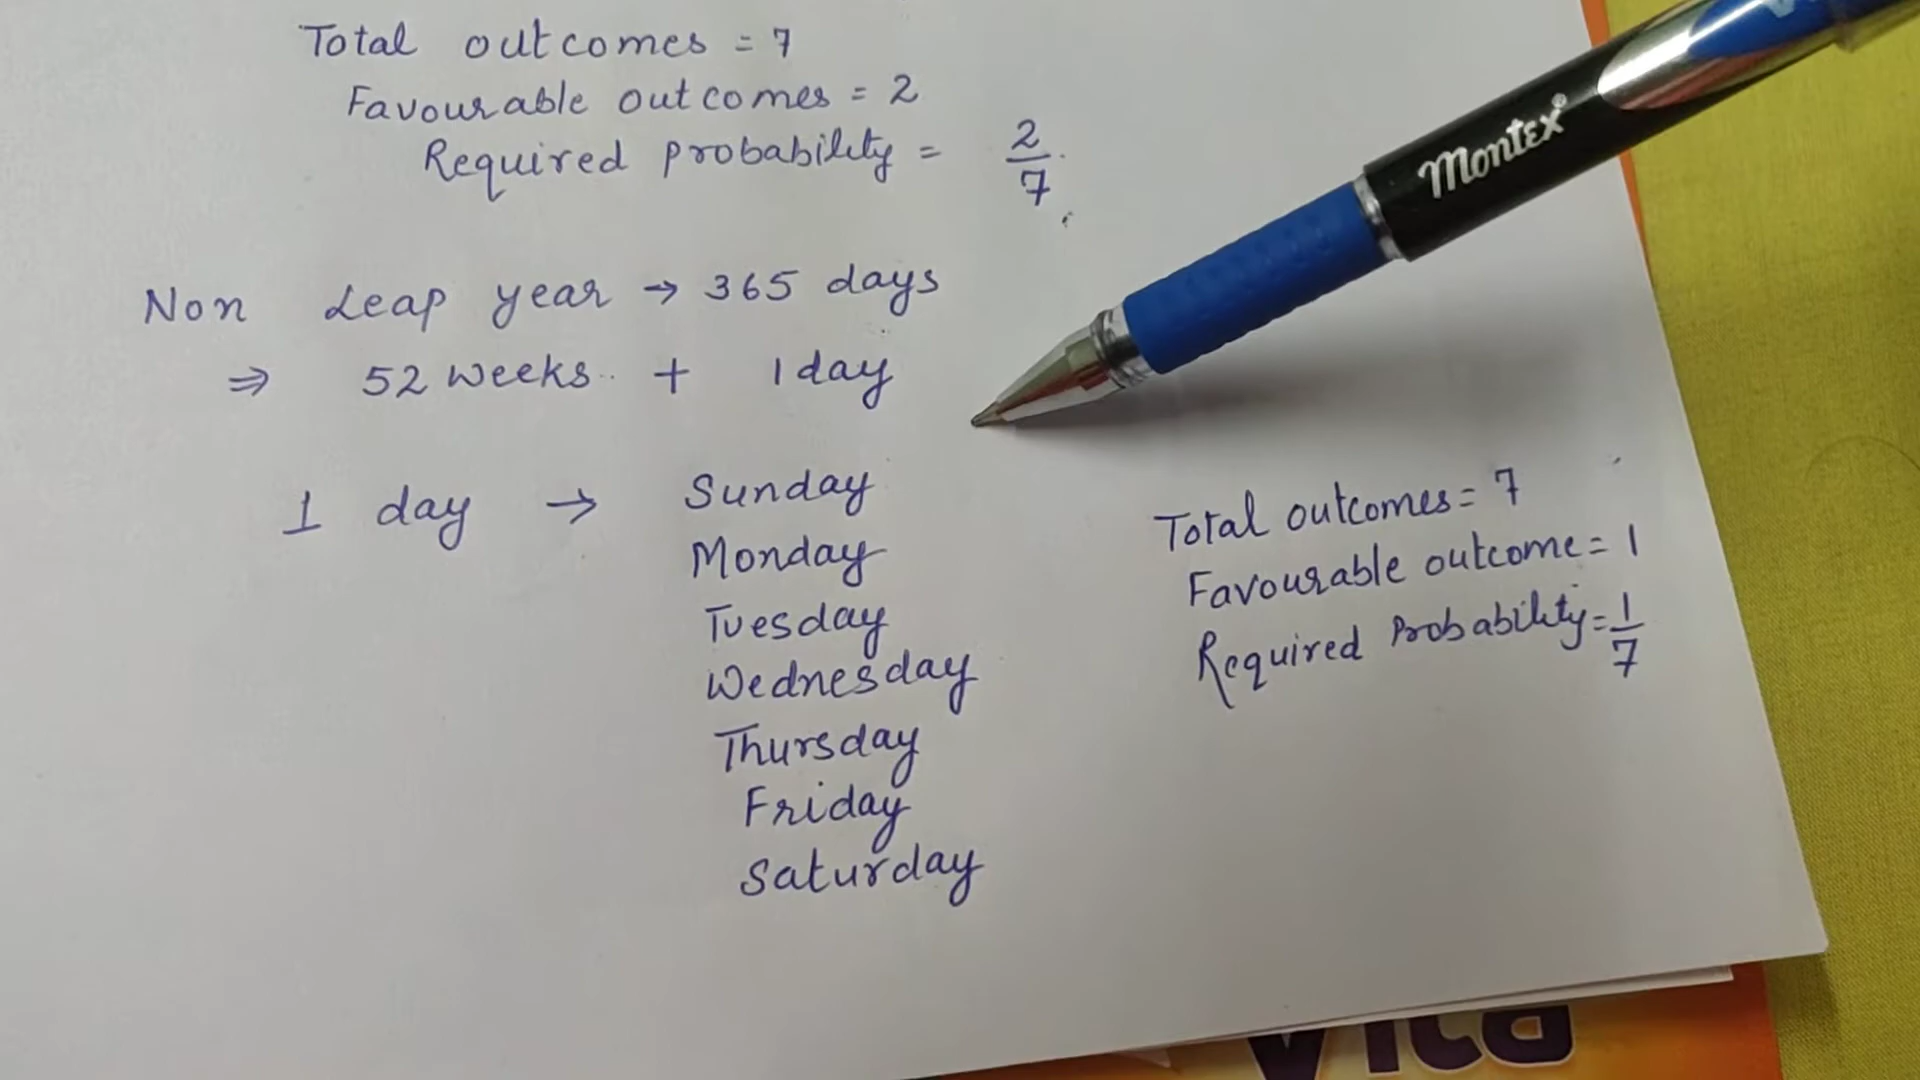 Total outcomes = 7
Favourable outcomes = 2
Required probability = 2/7
Non Leap year → 365 days
⇒ 52 weeks + 1 day
1 day → Sunday
Monday
Tuesday
Wednesday
Thursday
Friday
Saturday
Total outcomes = 7
Favourable outcome = 1
Required Probability = 1/7
Montex